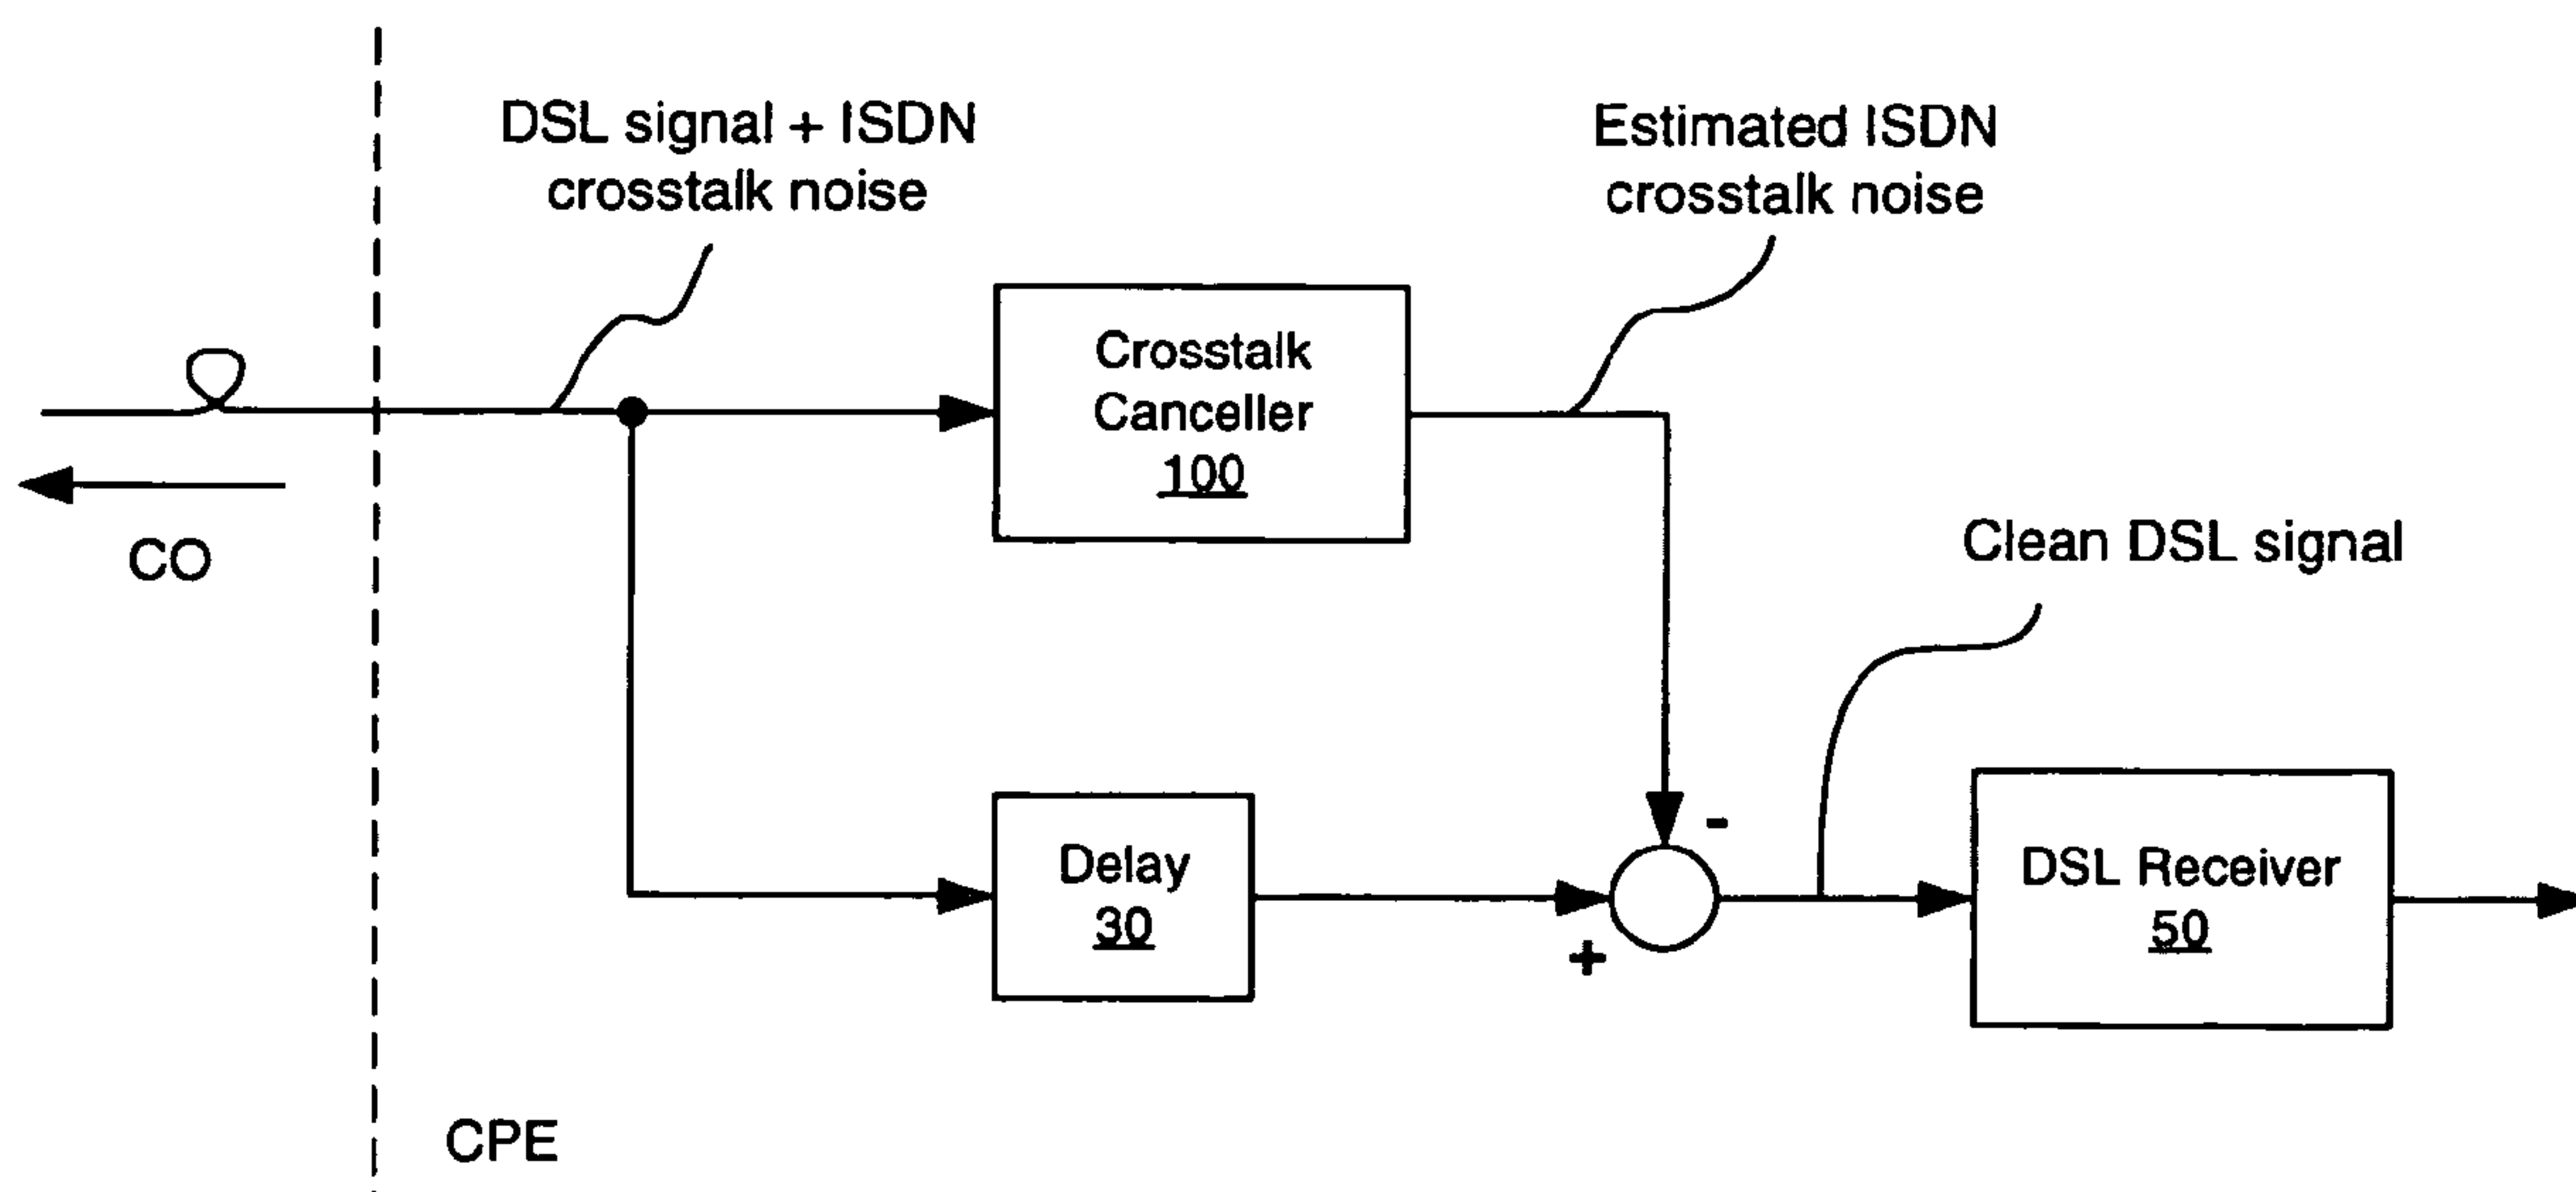 DSL signal + ISDN
crosstalk noise
Estimated ISDN
crosstalk noise
Crosstalk
Canceller
100
CO
Clean DSL signal
-
Delay
30
+
DSL Receiver
50
CPE